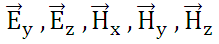 E⃗y ,E⃗z ,H⃗x ,H⃗y ,H⃗z